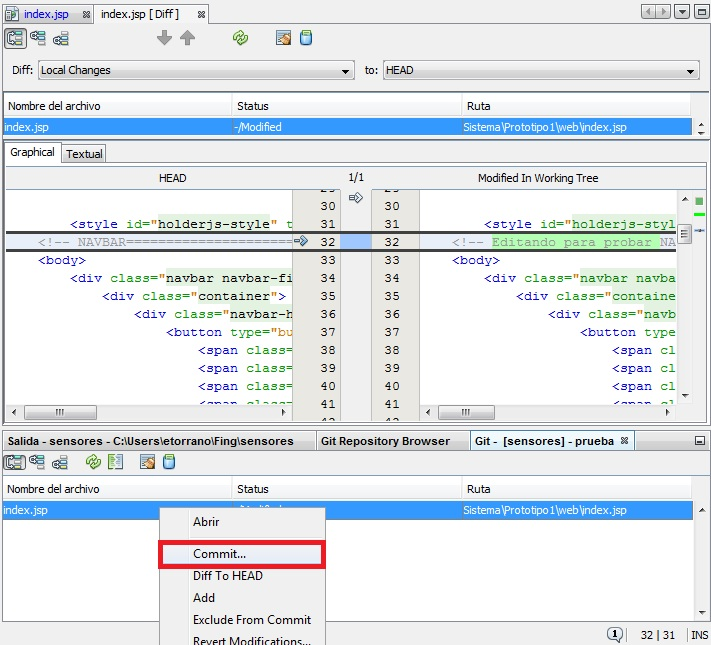 index.jsp index.jsp [ Diff ]
Diff: Local Changes to: HEAD
Nombre del archivo Status Ruta
index.jsp -/Modified Sistema\Prototipo1\web\index.jsp
Graphical Textual
HEAD 1/1 Modified In Working Tree
30 30
<style id="holderjs-style" t 31 31 <style id="holderjs-styl
<!-- NAVBAR===================== 32 32 <!-- Editando para probar NA
<body> 33 33 <body>
<div class="navbar navbar-fi 34 34 <div class="navbar navba
<div class="container"> 35 35 <div class="containe
<div class="navbar-h 36 36 <div class="navb
<button type="bu 37 37 <button type
<span class= 38 38 <span cl
<span class= 39 39 <span cl
<span class= 40 40 <span cl
<span class= 41 41 <span cl
Salida - sensores - C:\Users\etorrano\Fing\sensores Git Repository Browser Git - [sensores] - prueba
Nombre del archivo Status Ruta
index.jsp Sistema\Prototipo1\web\index.jsp
Abrir
Commit...
Diff To HEAD
Add
Exclude From Commit
Revert Modifications...
1 32 | 31 INS